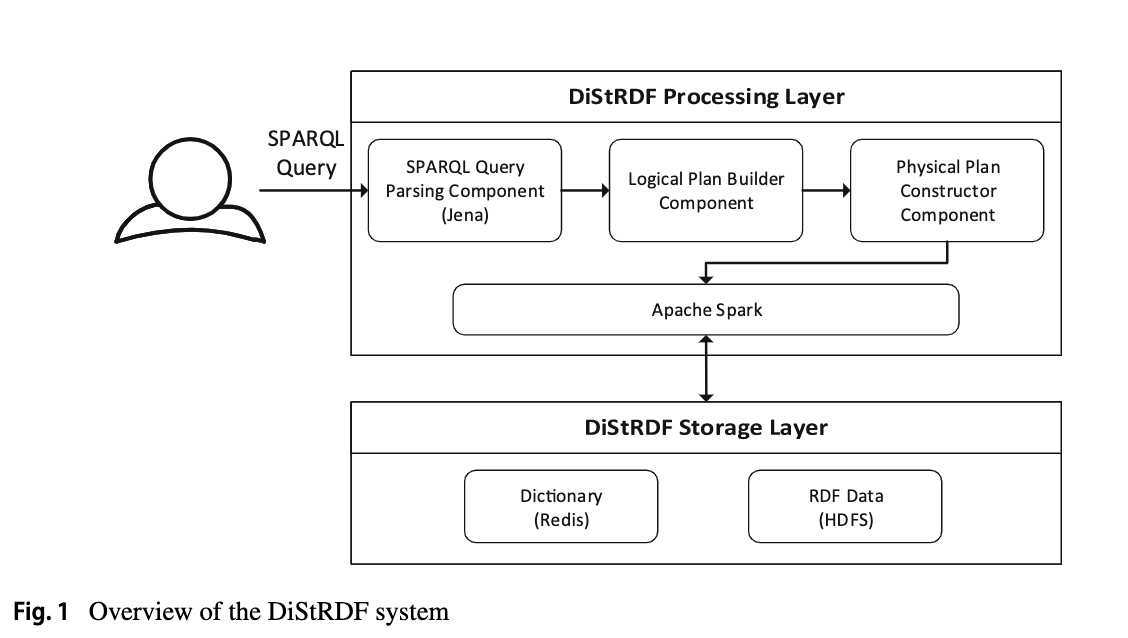 DiStRDF Processing Layer
SPARQL
Query
SPARQL Query
Parsing Component
(Jena)
Logical Plan Builder
Component
Physical Plan
Constructor
Component
Apache Spark
DiStRDF Storage Layer
Dictionary
(Redis)
RDF Data
(HDFS)
Fig. 1 Overview of the DiStRDF system